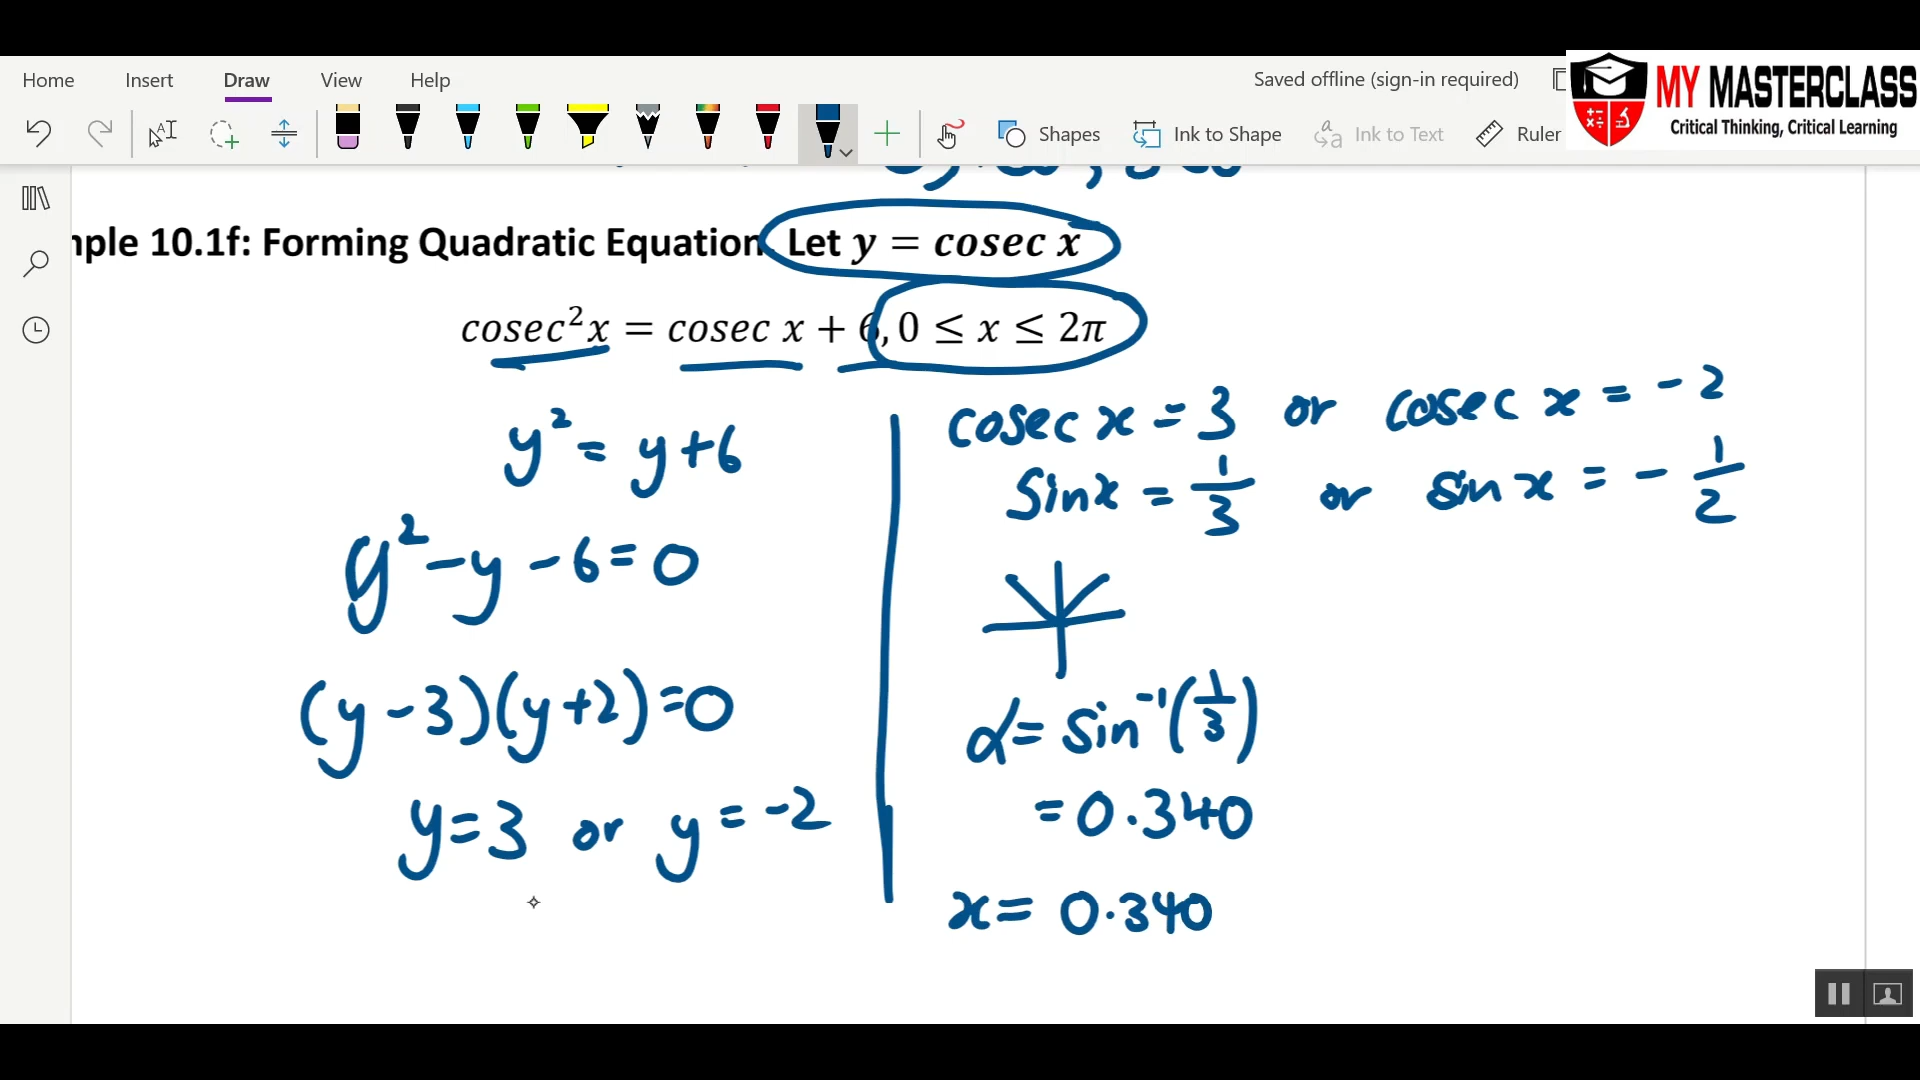 Home Insert Draw View Help Saved offline (sign-in required)
MY MASTERCLASS
Critical Thinking, Critical Learning
Shapes Ink to Shape Ink to Text Ruler
nple 10.1f: Forming Quadratic Equation Let y = cosec x
cosec²x = cosec x + 6, 0 ≤ x ≤ 2π
y² = y + 6
y² - y - 6 = 0
(y - 3)(y + 2) = 0
y = 3 or y = -2
cosec x = 3 or cosec x = -2
sin x = 1/3 or sin x = - 1/2
α = sin⁻¹(1/3)
= 0.340
x = 0.340